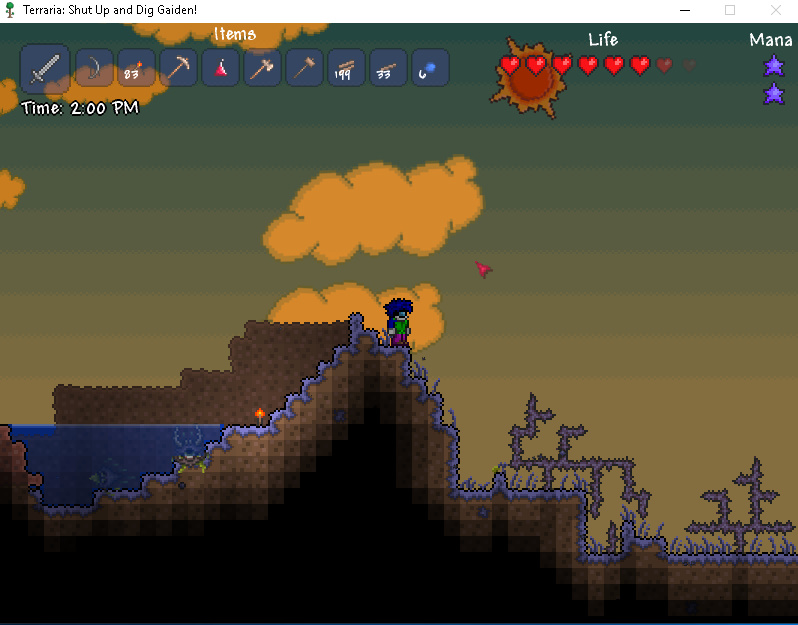 Terraria: Shut Up and Dig Gaiden!
Items
Life
Mana
83
199
33
6
Time: 2:00 PM